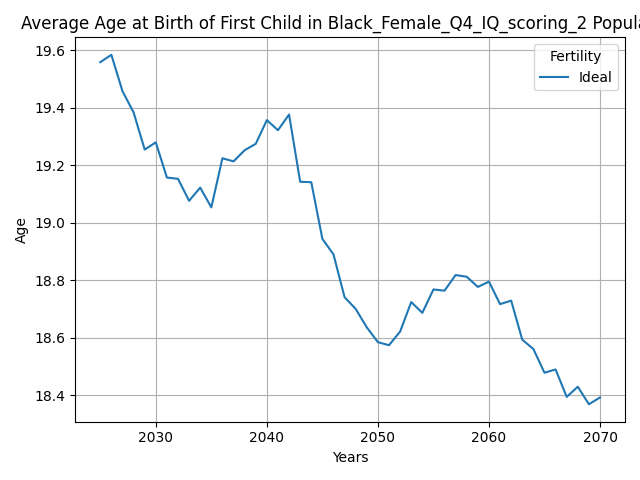 Average Age at Birth of First Child in Black_Female_Q4_IQ_scoring_2 Popula
Fertility
Ideal
19.6
19.4
19.2
19.0
18.8
18.6
18.4
Age
2030 2040 2050 2060 2070
Years